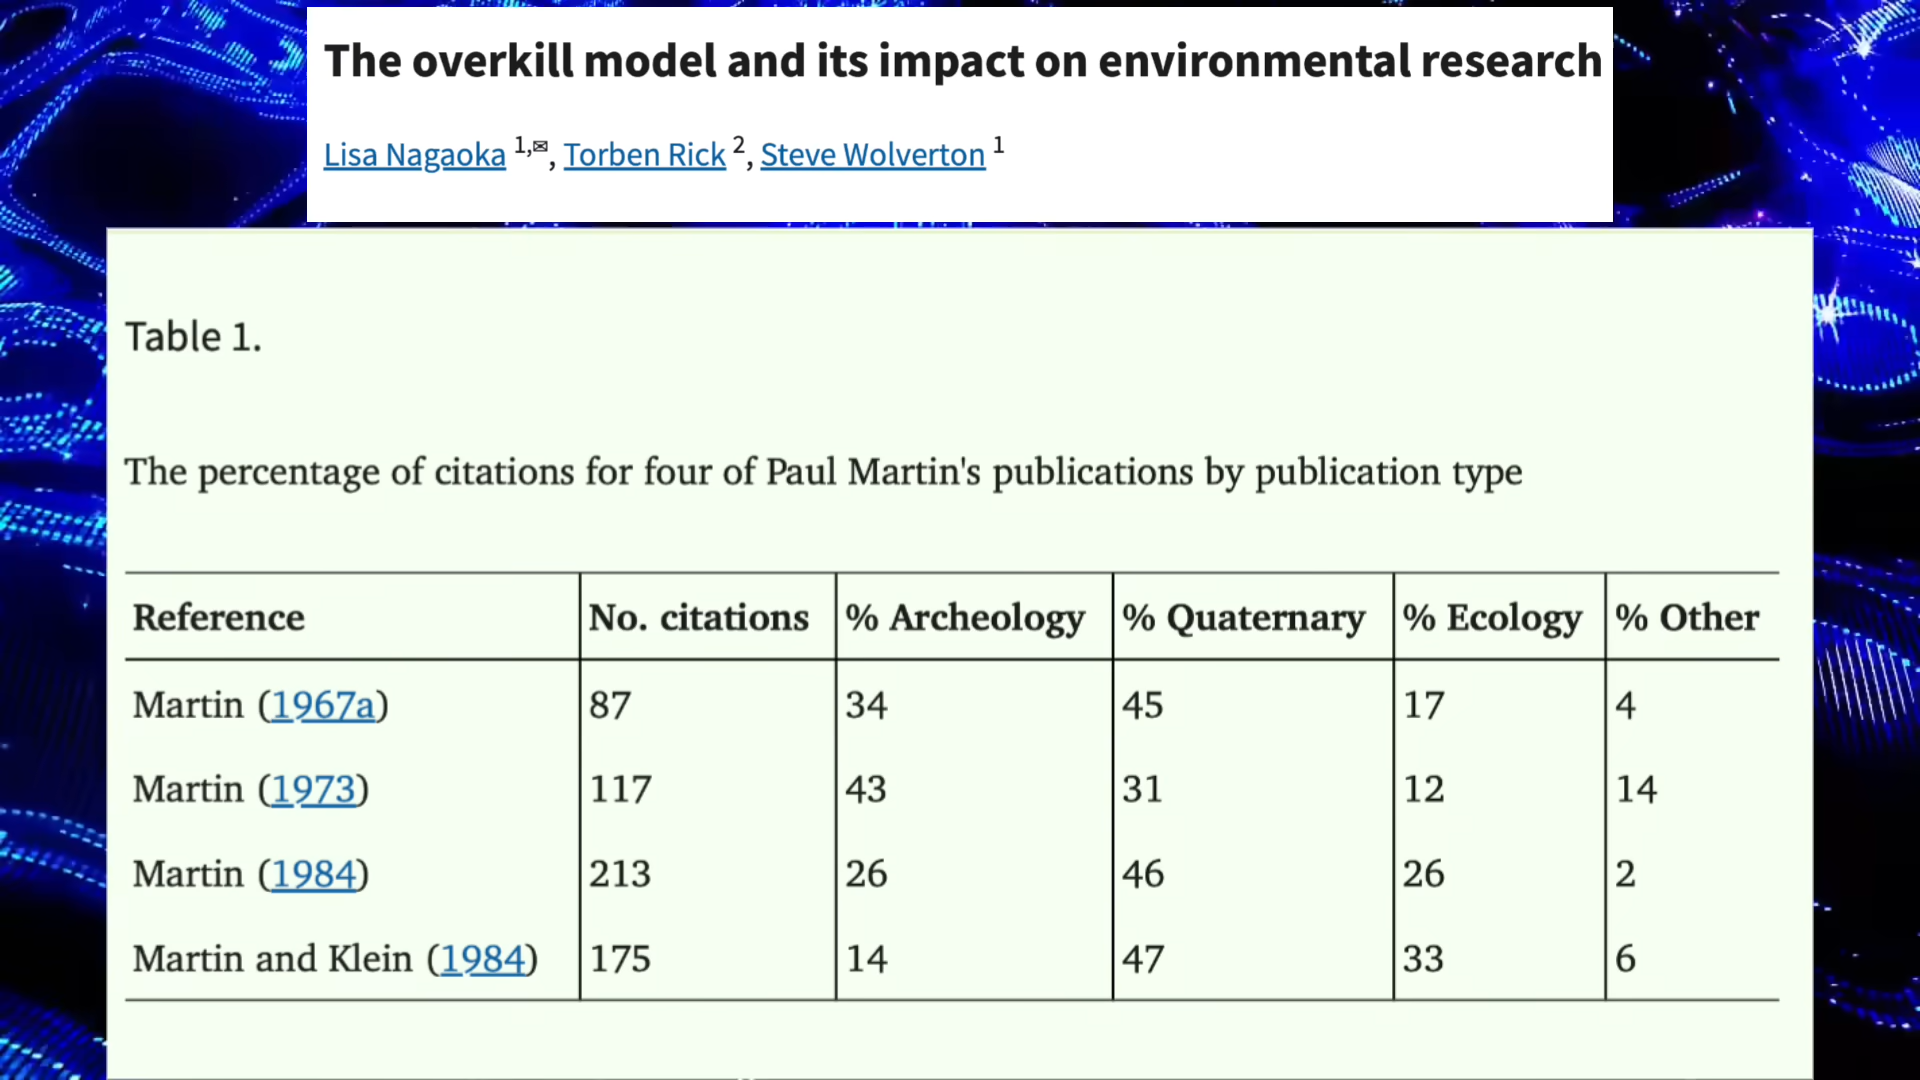 The overkill model and its impact on environmental research
Lisa Nagaoka 1,✉, Torben Rick 2, Steve Wolverton 1
Table 1.
The percentage of citations for four of Paul Martin's publications by publication type
Reference No. citations % Archeology % Quaternary % Ecology % Other
Martin (1967a) 87 34 45 17 4
Martin (1973) 117 43 31 12 14
Martin (1984) 213 26 46 26 2
Martin and Klein (1984) 175 14 47 33 6